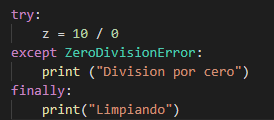 try:
    z = 10 / 0
except ZeroDivisionError:
    print ("Division por cero")
finally:
    print("Limpiando")